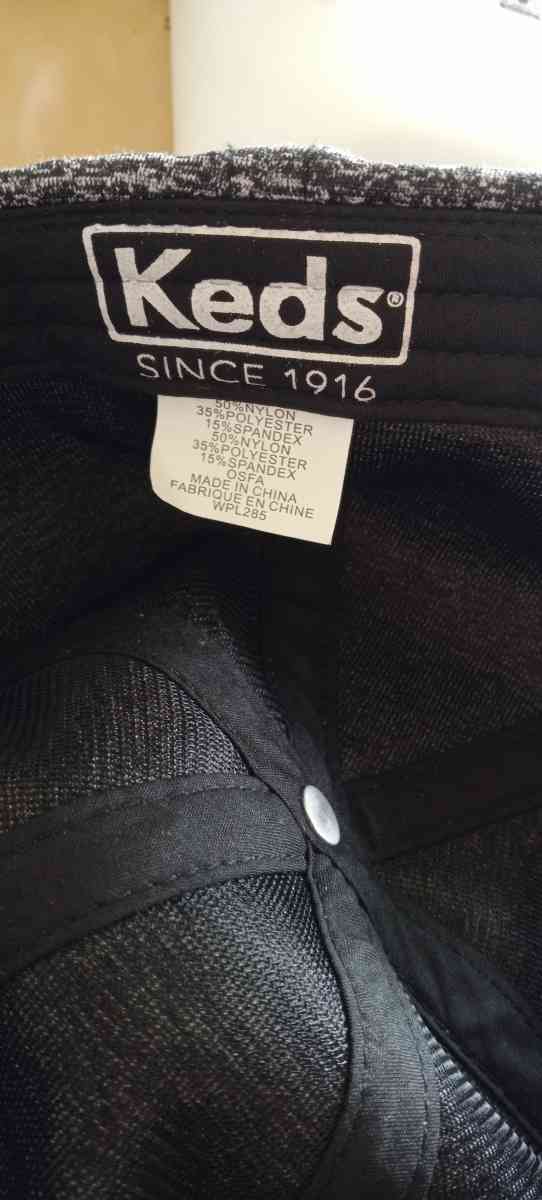 Keds®
SINCE 1916
50%NYLON
35%POLYESTER
15%SPANDEX
50%NYLON
35%POLYESTER
15%SPANDEX
OSFA
MADE IN CHINA
FABRIQUE EN CHINE
WPL285